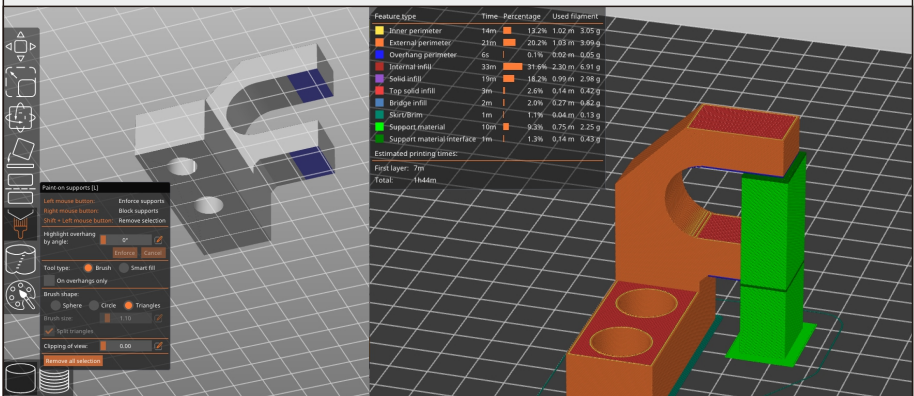 Paint-on supports [L]
Left mouse button: Enforce supports
Right mouse button: Block supports
Shift + Left mouse button: Remove selection
Highlight overhang by angle: 0°
Enforce Cancel
Tool type: Brush Smart fill
On overhangs only
Brush shape:
Sphere Circle Triangles
Brush size: 1.10
Split triangles
Clipping of view: 0.00
Remove all selection
Feature type Time Percentage Used filament
Inner perimeter 14m 13.2% 1.02 m 3.05 g
External perimeter 21m 20.2% 1.03 m 3.09 g
Overhang perimeter 6s 0.1% 0.02 m 0.05 g
Internal infill 33m 31.6% 2.30 m 6.91 g
Solid infill 19m 18.2% 0.99 m 2.98 g
Top solid infill 3m 2.6% 0.14 m 0.42 g
Bridge infill 2m 2.0% 0.27 m 0.82 g
Skirt/Brim 1m 1.1% 0.04 m 0.13 g
Support material 10m 9.3% 0.75 m 2.25 g
Support material interface 1m 1.3% 0.14 m 0.43 g
Estimated printing times:
First layer: 7m
Total: 1h44m